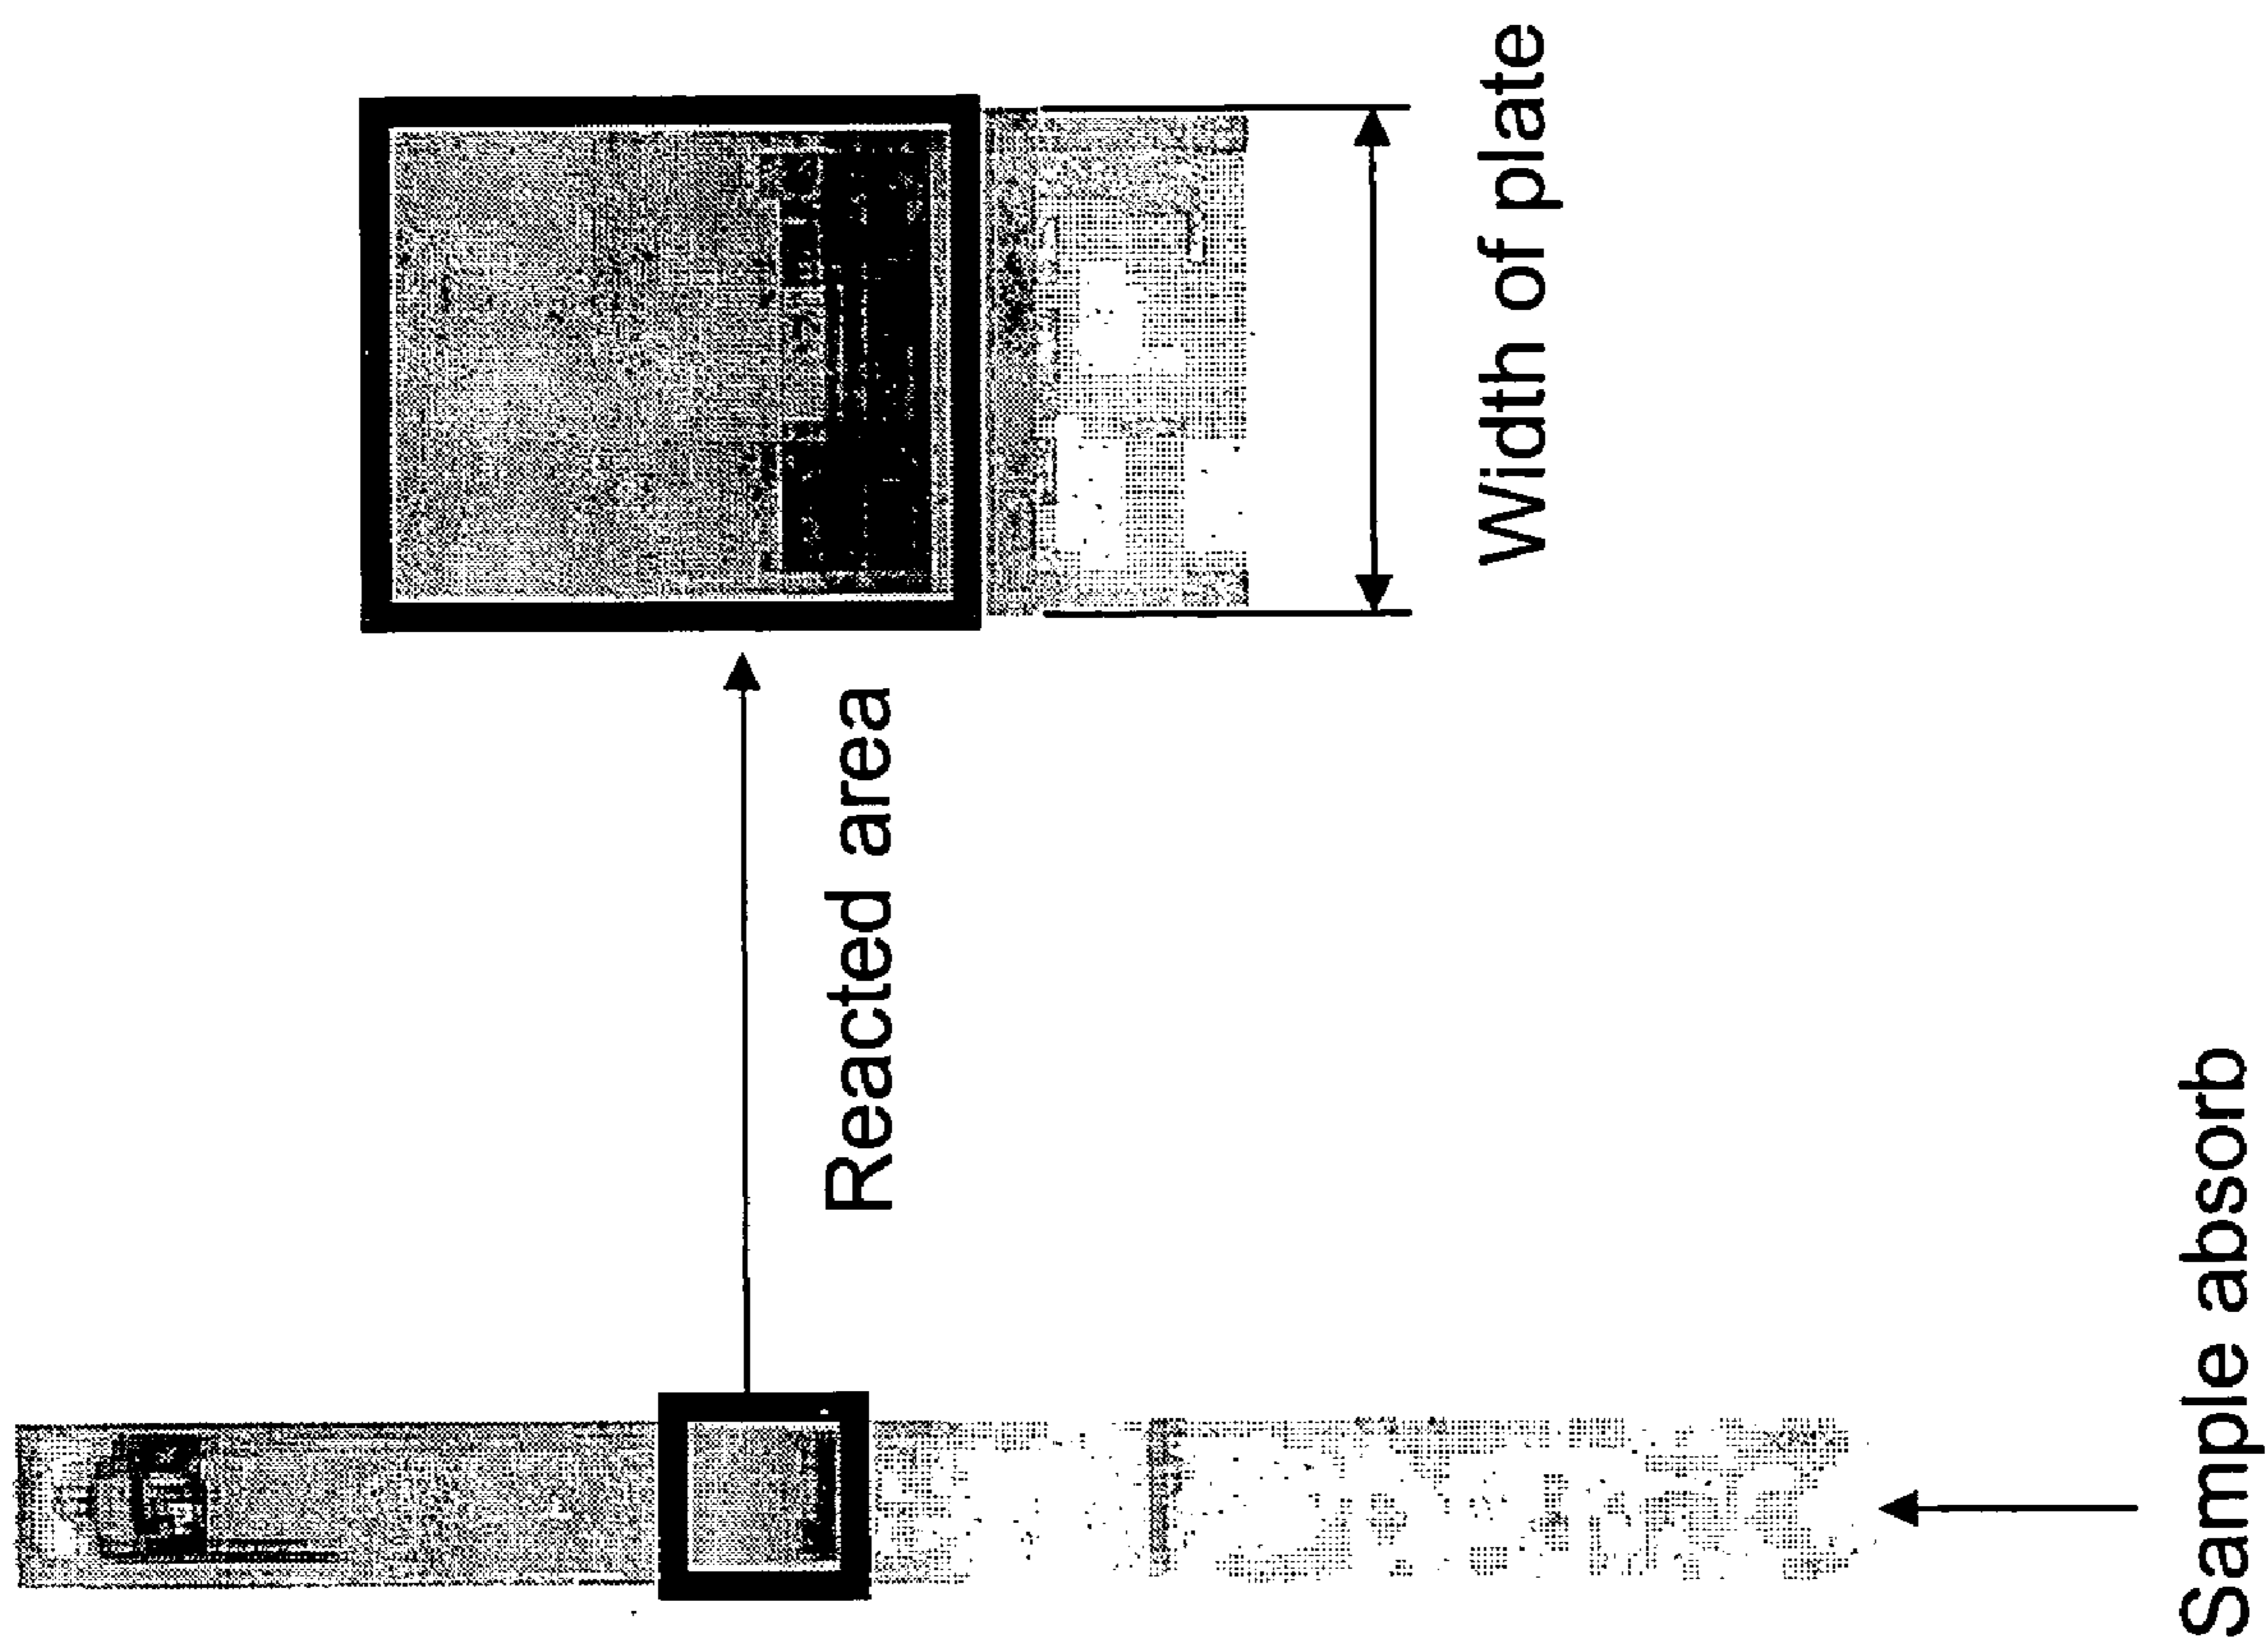 Width of plate
Reacted area
Sample absorb